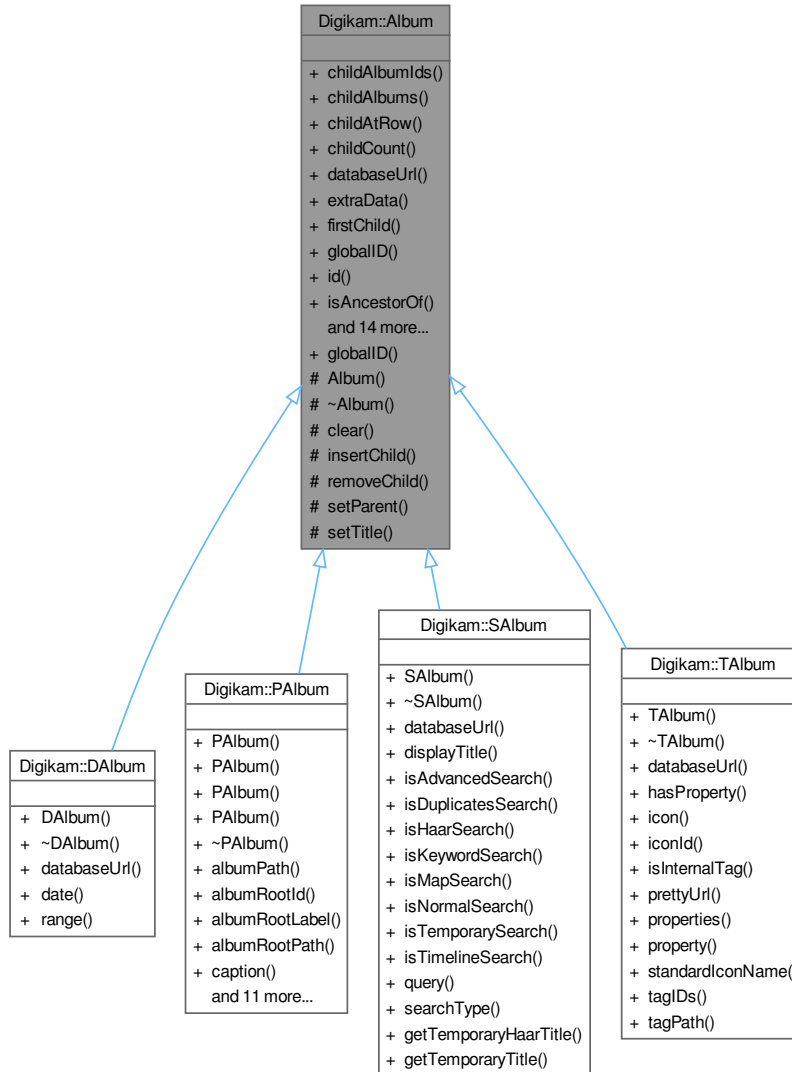 Digikam::Album
+ childAlbumIds()
+ childAlbums()
+ childAtRow()
+ childCount()
+ databaseUrl()
+ extraData()
+ firstChild()
+ globalID()
+ id()
+ isAncestorOf()
and 14 more...
+ globalID()
# Album()
# ~Album()
# clear()
# insertChild()
# removeChild()
# setParent()
# setTitle()
Digikam::DAlbum
+ DAlbum()
+ ~DAlbum()
+ databaseUrl()
+ date()
+ range()
Digikam::PAlbum
+ PAlbum()
+ PAlbum()
+ PAlbum()
+ PAlbum()
+ ~PAlbum()
+ albumPath()
+ albumRootId()
+ albumRootLabel()
+ albumRootPath()
+ caption()
and 11 more...
Digikam::SAlbum
+ SAlbum()
+ ~SAlbum()
+ databaseUrl()
+ displayTitle()
+ isAdvancedSearch()
+ isDuplicatesSearch()
+ isHaarSearch()
+ isKeywordSearch()
+ isMapSearch()
+ isNormalSearch()
+ isTemporarySearch()
+ isTimelineSearch()
+ query()
+ searchType()
+ getTemporaryHaarTitle()
+ getTemporaryTitle()
Digikam::TAlbum
+ TAlbum()
+ ~TAlbum()
+ databaseUrl()
+ hasProperty()
+ icon()
+ iconId()
+ isInternalTag()
+ prettyUrl()
+ properties()
+ property()
+ standardIconName(
+ tagIDs()
+ tagPath()